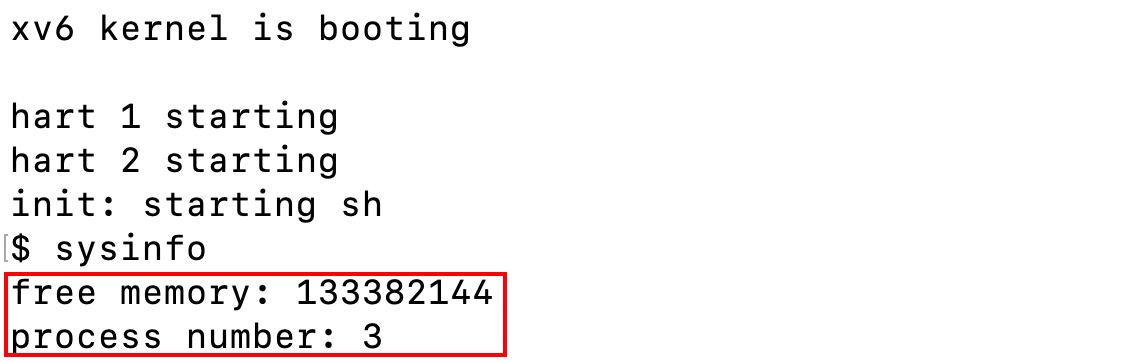 xv6 kernel is booting
hart 1 starting
hart 2 starting
init: starting sh
$ sysinfo
free memory: 133382144
process number: 3